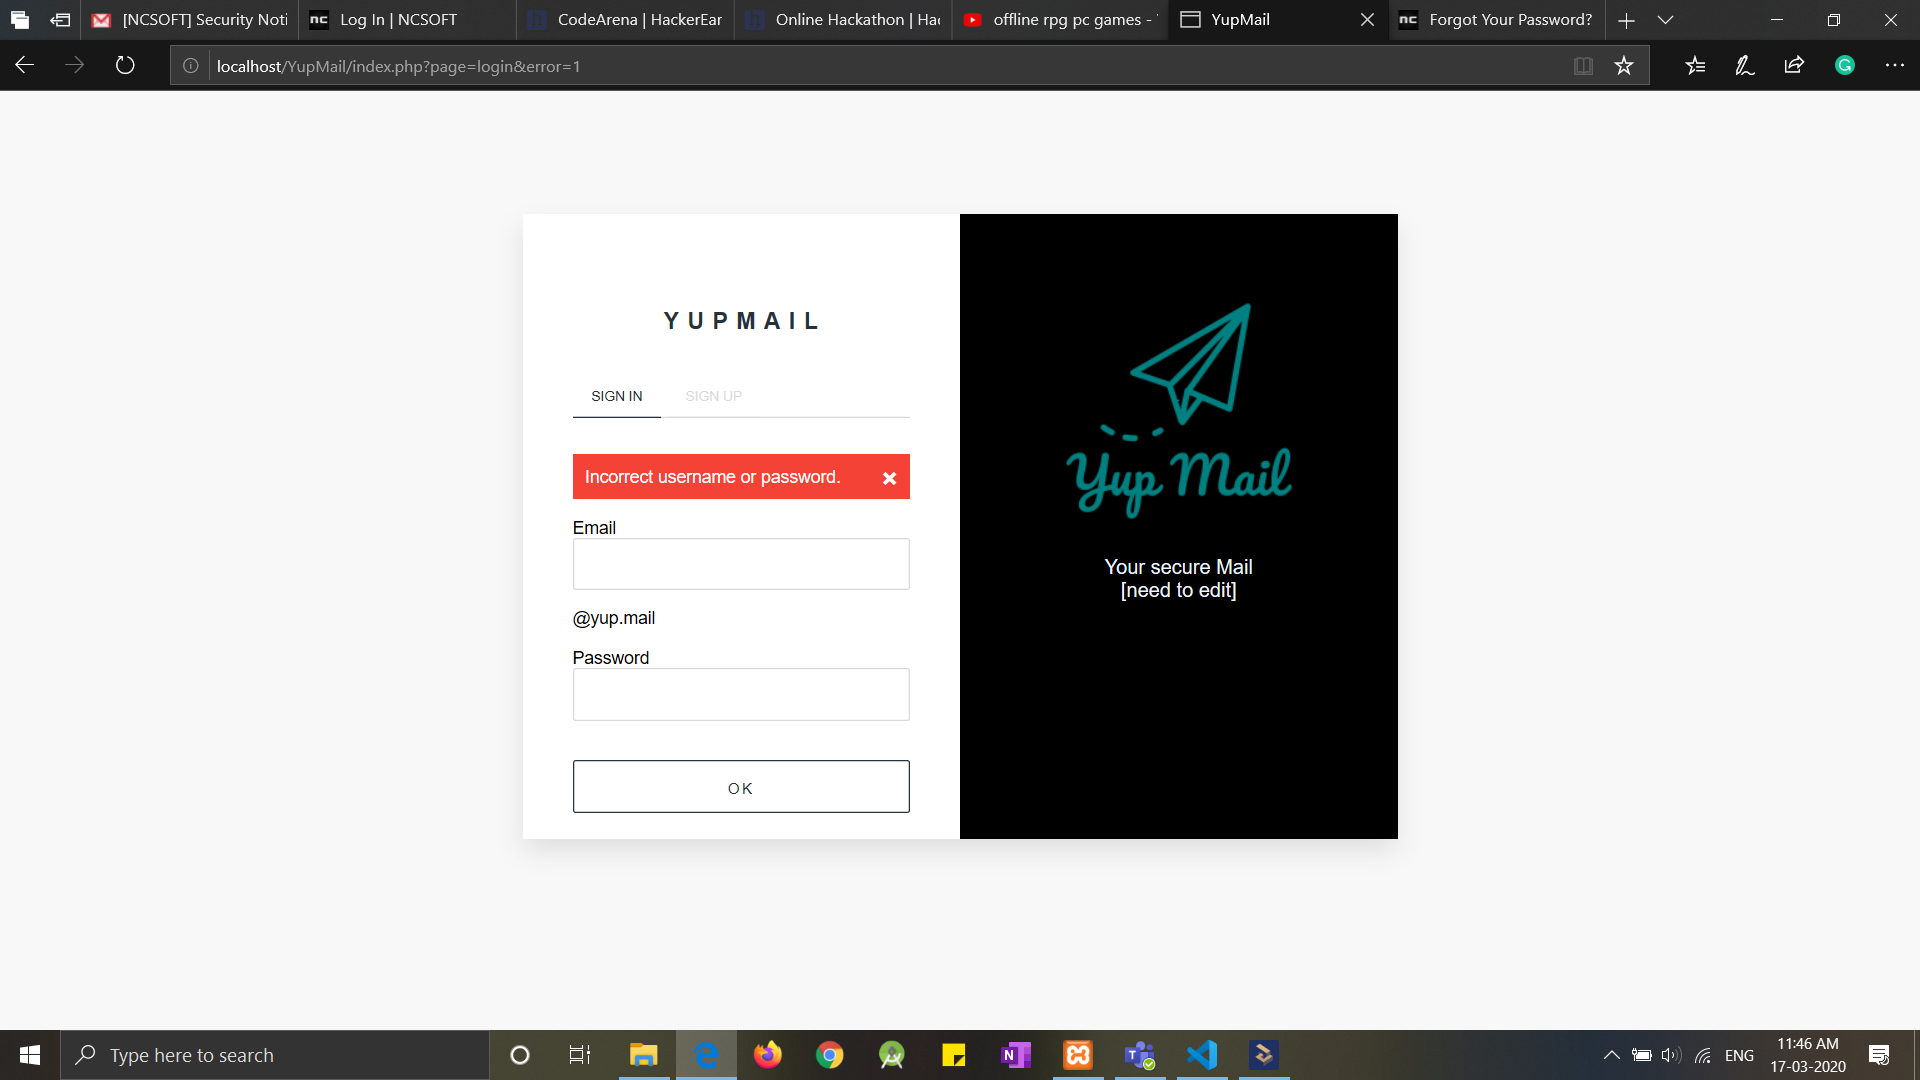 [NCSOFT] Security Noti
nc Log In | NCSOFT
h CodeArena | HackerEar
h Online Hackathon | Hac
offline rpg pc games -
YupMail
nc Forgot Your Password?
localhost/YupMail/index.php?page=login&error=1
G
YUPMAIL
SIGN IN SIGN UP
Incorrect username or password.
Email
@yup.mail
Password
OK
Yup Mail
Your secure Mail
[need to edit]
Type here to search
N
T
ENG
11:46 AM
17-03-2020